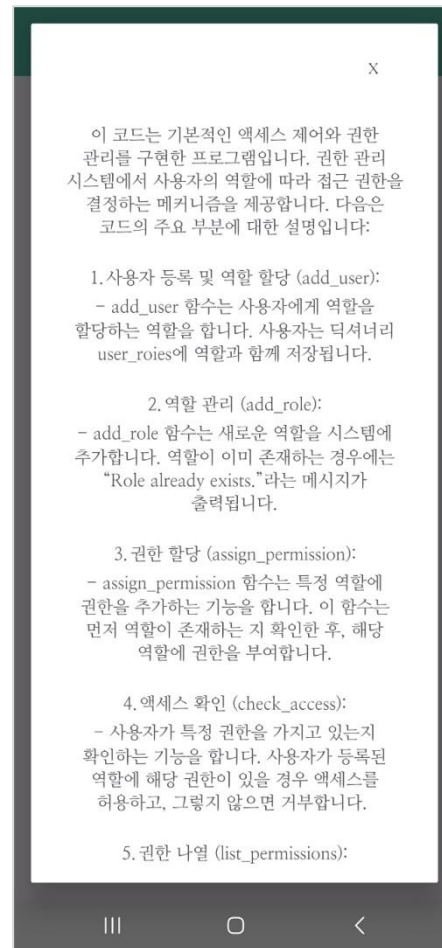 X
이 코드는 기본적인 액세스 제어와 권한
관리를 구현한 프로그램입니다. 권한 관리
시스템에서 사용자의 역할에 따라 접근 권한을
결정하는 메커니즘을 제공합니다. 다음은
코드의 주요 부분에 대한 설명입니다:
1. 사용자 등록 및 역할 할당 (add_user):
- add_user 함수는 사용자에게 역할을
할당하는 역할을 합니다. 사용자는 딕셔너리
user_roies에 역할과 함께 저장됩니다.
2. 역할 관리 (add_role):
- add_role 함수는 새로운 역할을 시스템에
추가합니다. 역할이 이미 존재하는 경우에는
“Role already exists.”라는 메시지가
출력됩니다.
3. 권한 할당 (assign_permission):
- assign_permission 함수는 특정 역할에
권한을 추가하는 기능을 합니다. 이 함수는
먼저 역할이 존재하는 지 확인한 후, 해당
역할에 권한을 부여합니다.
4. 액세스 확인 (check_access):
- 사용자가 특정 권한을 가지고 있는지
확인하는 기능을 합니다. 사용자가 등록된
역할에 해당 권한이 있을 경우 액세스를
허용하고, 그렇지 않으면 거부합니다.
5. 권한 나열 (list_permissions):